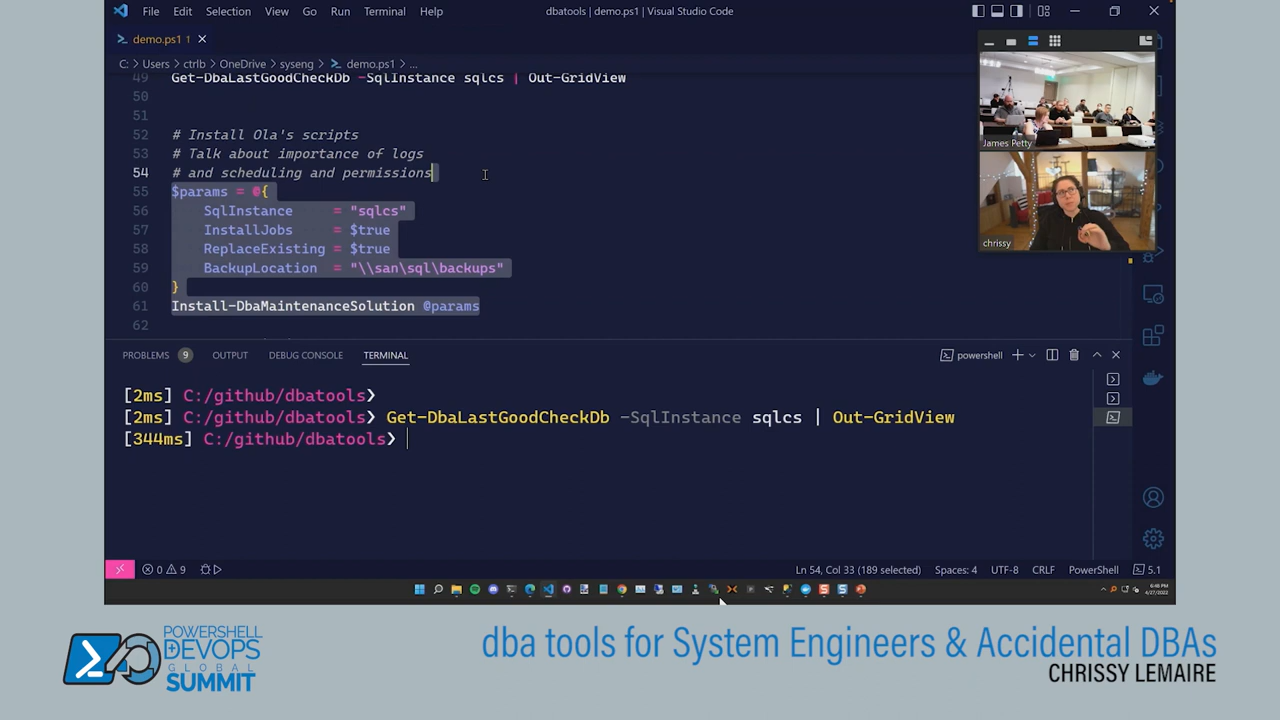 File Edit Selection View Go Run Terminal Help
dbatools | demo.ps1 | Visual Studio Code
demo.ps1 1
C: > Users > ctrlb > OneDrive > syseng > demo.ps1 > ...
49 Get-DbaLastGoodCheckDb -SqlInstance sqlcs | Out-GridView
50
51
52 # Install Ola's scripts
53 # Talk about importance of logs
54 # and scheduling and permissions
55 $params = @{
56 SqlInstance = "sqlcs"
57 InstallJobs = $true
58 ReplaceExisting = $true
59 BackupLocation = "\\san\sql\backups"
60 }
61 Install-DbaMaintenanceSolution @params
62
James Petty
chrissy
PROBLEMS 9 OUTPUT DEBUG CONSOLE TERMINAL
powershell
[2ms] C:/github/dbatools❯
[2ms] C:/github/dbatools❯ Get-DbaLastGoodCheckDb -SqlInstance sqlcs | Out-GridView
[344ms] C:/github/dbatools❯
0 9
Ln 54, Col 33 (189 selected) Spaces: 4 UTF-8 CRLF PowerShell 5.1
6:48 PM
4/27/2022
POWERSHELL
DEVOPS
GLOBAL
SUMMIT
dba tools for System Engineers & Accidental DBAs
CHRISSY LEMAIRE